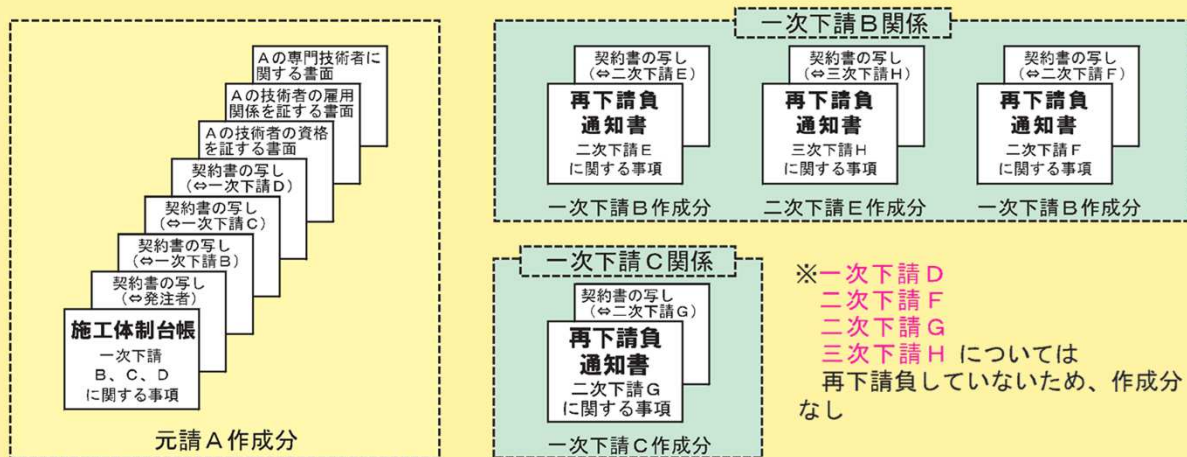 Aの専門技術者に
関する書面
Aの技術者の雇用
関係を証する書面
Aの技術者の資格
を証する書面
契約書の写し
(⇔一次下請D)
契約書の写し
(⇔一次下請C)
契約書の写し
(⇔一次下請B)
契約書の写し
(⇔発注者)
施工体制台帳
一次下請
B、C、D
に関する事項
元請A作成分
一次下請B関係
契約書の写し
(⇔二次下請E)
再下請負
通知書
二次下請E
に関する事項
一次下請B作成分
契約書の写し
(⇔三次下請H)
再下請負
通知書
三次下請H
に関する事項
二次下請E作成分
契約書の写し
(⇔二次下請F)
再下請負
通知書
二次下請F
に関する事項
一次下請B作成分
一次下請C関係
契約書の写し
(⇔二次下請G)
再下請負
通知書
二次下請G
に関する事項
一次下請C作成分
※一次下請D
二次下請F
二次下請G
三次下請H については
再下請負していないため、作成分
なし